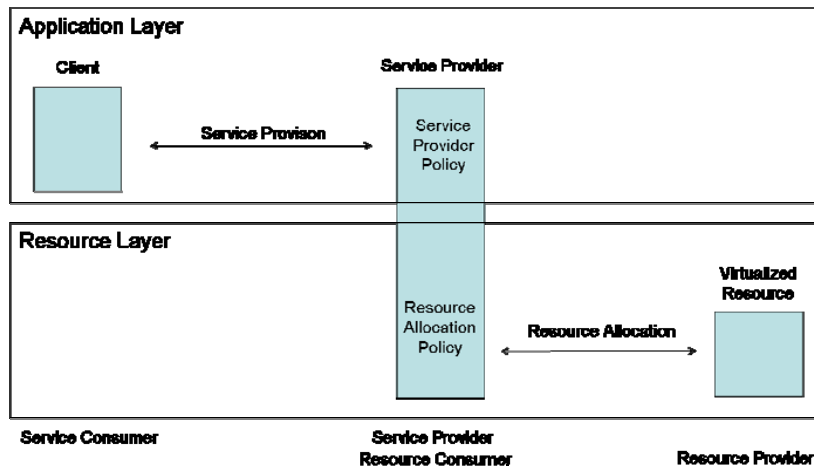 Application Layer
Client
Service Provider
Service Provison
Service
Provider
Policy
Resource Layer
Virtualized
Resource
Resource
Allocation
Policy
Resource Allocation
Service Consumer
Service Provider
Resource Consumer
Resource Provider